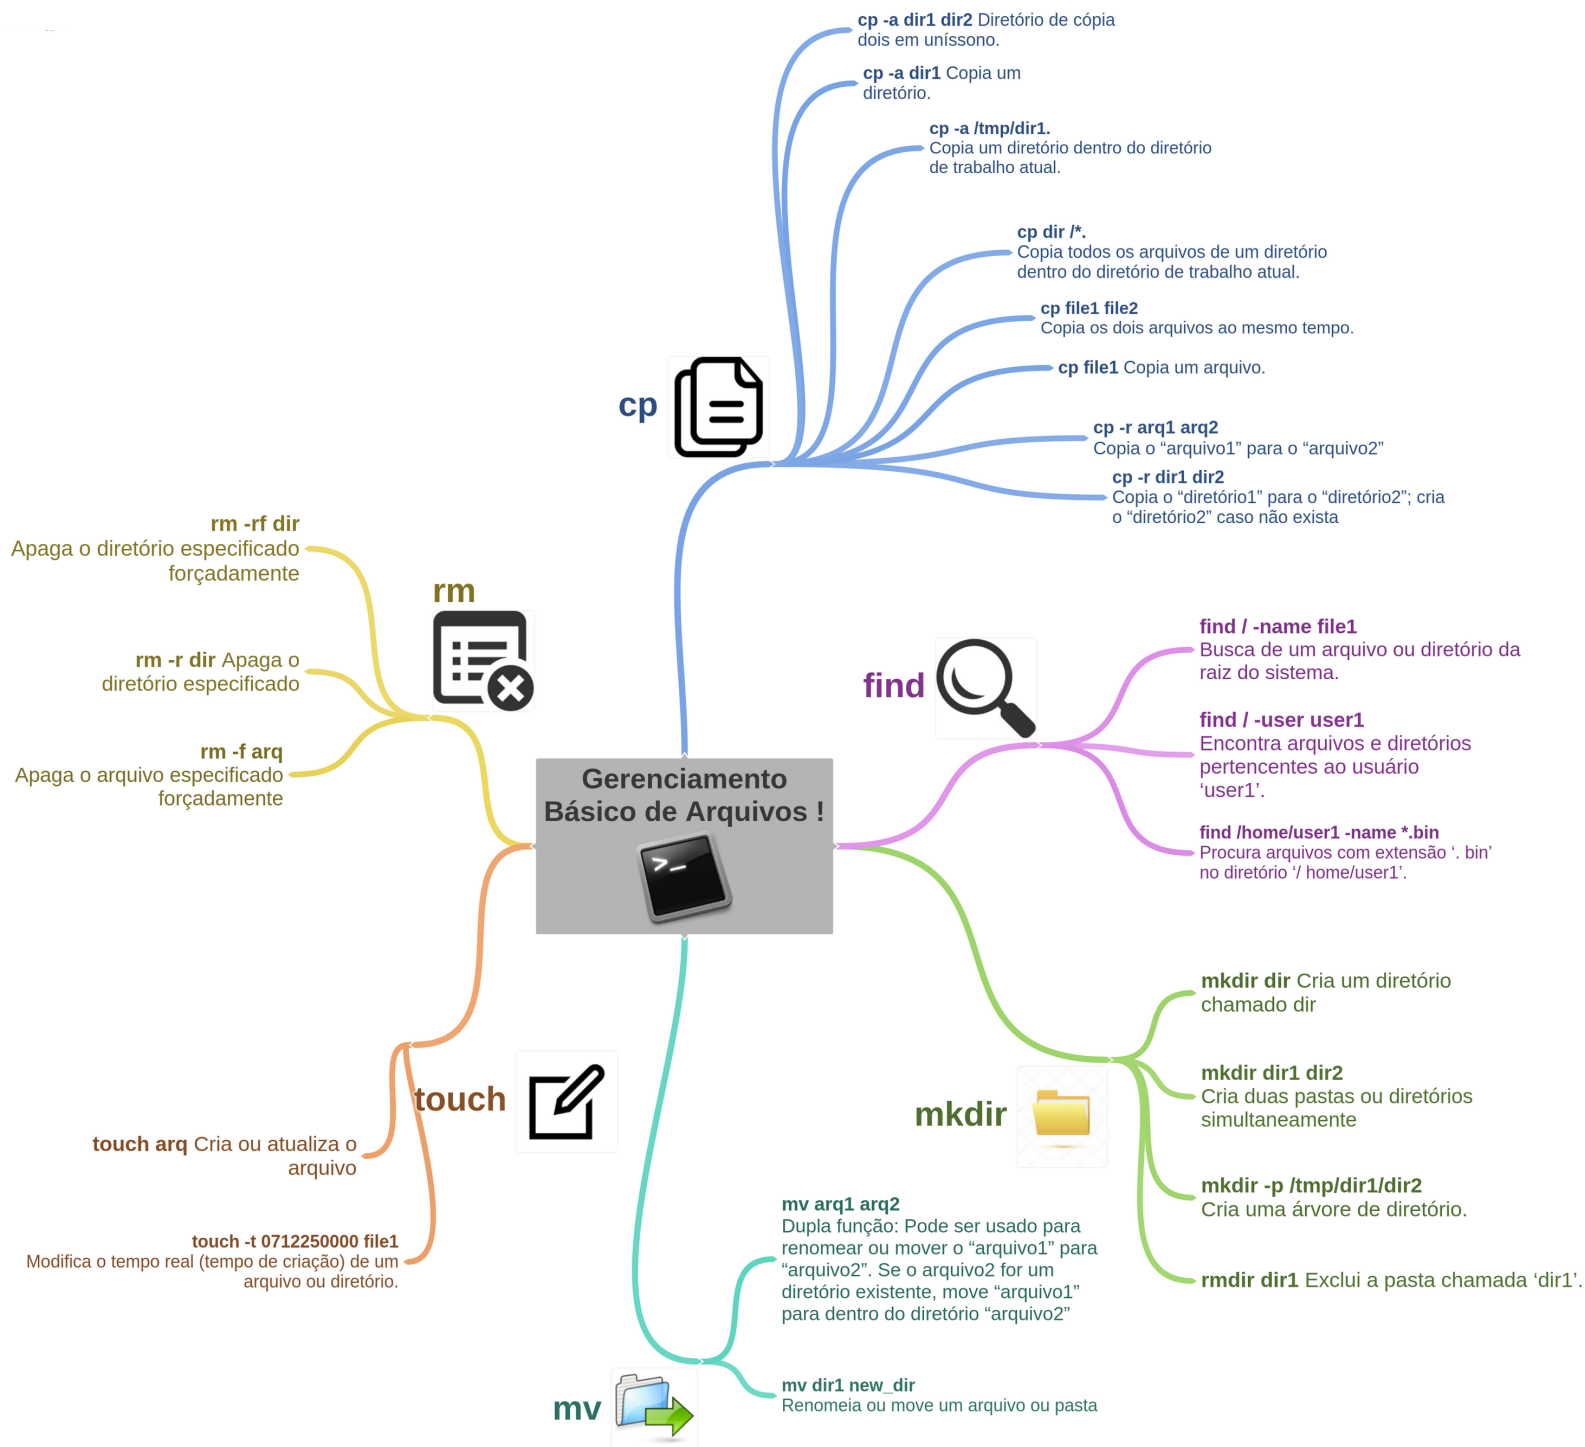 cp -a dir1 dir2 Diretório de cópia
dois em uníssono.
cp -a dir1 Copia um
diretório.
cp -a /tmp/dir1.
Copia um diretório dentro do diretório
de trabalho atual.
cp dir /*.
Copia todos os arquivos de um diretório
dentro do diretório de trabalho atual.
cp file1 file2
Copia os dois arquivos ao mesmo tempo.
cp file1 Copia um arquivo.
cp
cp -r arq1 arq2
Copia o “arquivo1” para o “arquivo2”
cp -r dir1 dir2
Copia o “diretório1” para o “diretório2”; cria
o “diretório2” caso não exista
rm -rf dir
Apaga o diretório especificado
forçadamente
rm
rm -r dir Apaga o
diretório especificado
rm -f arq
Apaga o arquivo especificado
forçadamente
find
find / -name file1
Busca de um arquivo ou diretório da
raiz do sistema.
find / -user user1
Encontra arquivos e diretórios
pertencentes ao usuário
‘user1’.
find /home/user1 -name *.bin
Procura arquivos com extensão ‘. bin’
no diretório ‘/ home/user1’.
Gerenciamento
Básico de Arquivos !
>_
mkdir dir Cria um diretório
chamado dir
mkdir dir1 dir2
Cria duas pastas ou diretórios
simultaneamente
mkdir
mkdir -p /tmp/dir1/dir2
Cria uma árvore de diretório.
rmdir dir1 Exclui a pasta chamada ‘dir1’.
touch
touch arq Cria ou atualiza o
arquivo
touch -t 0712250000 file1
Modifica o tempo real (tempo de criação) de um
arquivo ou diretório.
mv arq1 arq2
Dupla função: Pode ser usado para
renomear ou mover o “arquivo1” para
“arquivo2”. Se o arquivo2 for um
diretório existente, move “arquivo1”
para dentro do diretório “arquivo2”
mv
mv dir1 new_dir
Renomeia ou move um arquivo ou pasta